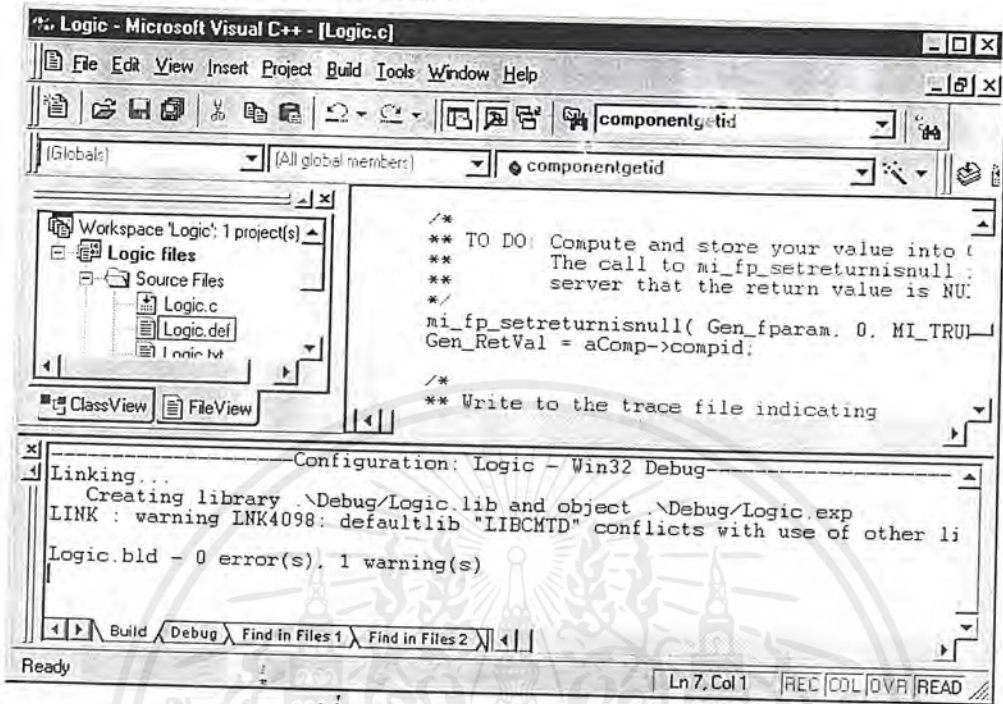 Logic - Microsoft Visual C++ - [Logic.c]
File Edit View Insert Project Build Tools Window Help
componentgetid
(Globals) (All global members) componentgetid
Workspace 'Logic': 1 project(s)
Logic files
Source Files
Logic.c
Logic.def
Logic.txt
ClassView FileView
/*
** TO DO: Compute and store your value into
** The call to mi_fp_setreturnisnull
** server that the return value is NU
*/
mi_fp_setreturnisnull( Gen_fparam, 0, MI_TRU
Gen_RetVal = aComp->compid;
/*
** Write to the trace file indicating
--------------------Configuration: Logic - Win32 Debug--------------------
Linking...
Creating library .\Debug/Logic.lib and object .\Debug/Logic.exp
LINK : warning LNK4098: defaultlib "LIBCMTD" conflicts with use of other li
Logic.bld - 0 error(s), 1 warning(s)
Build Debug Find in Files 1 Find in Files 2
Ready Ln 7, Col 1 REC COL OVR READ